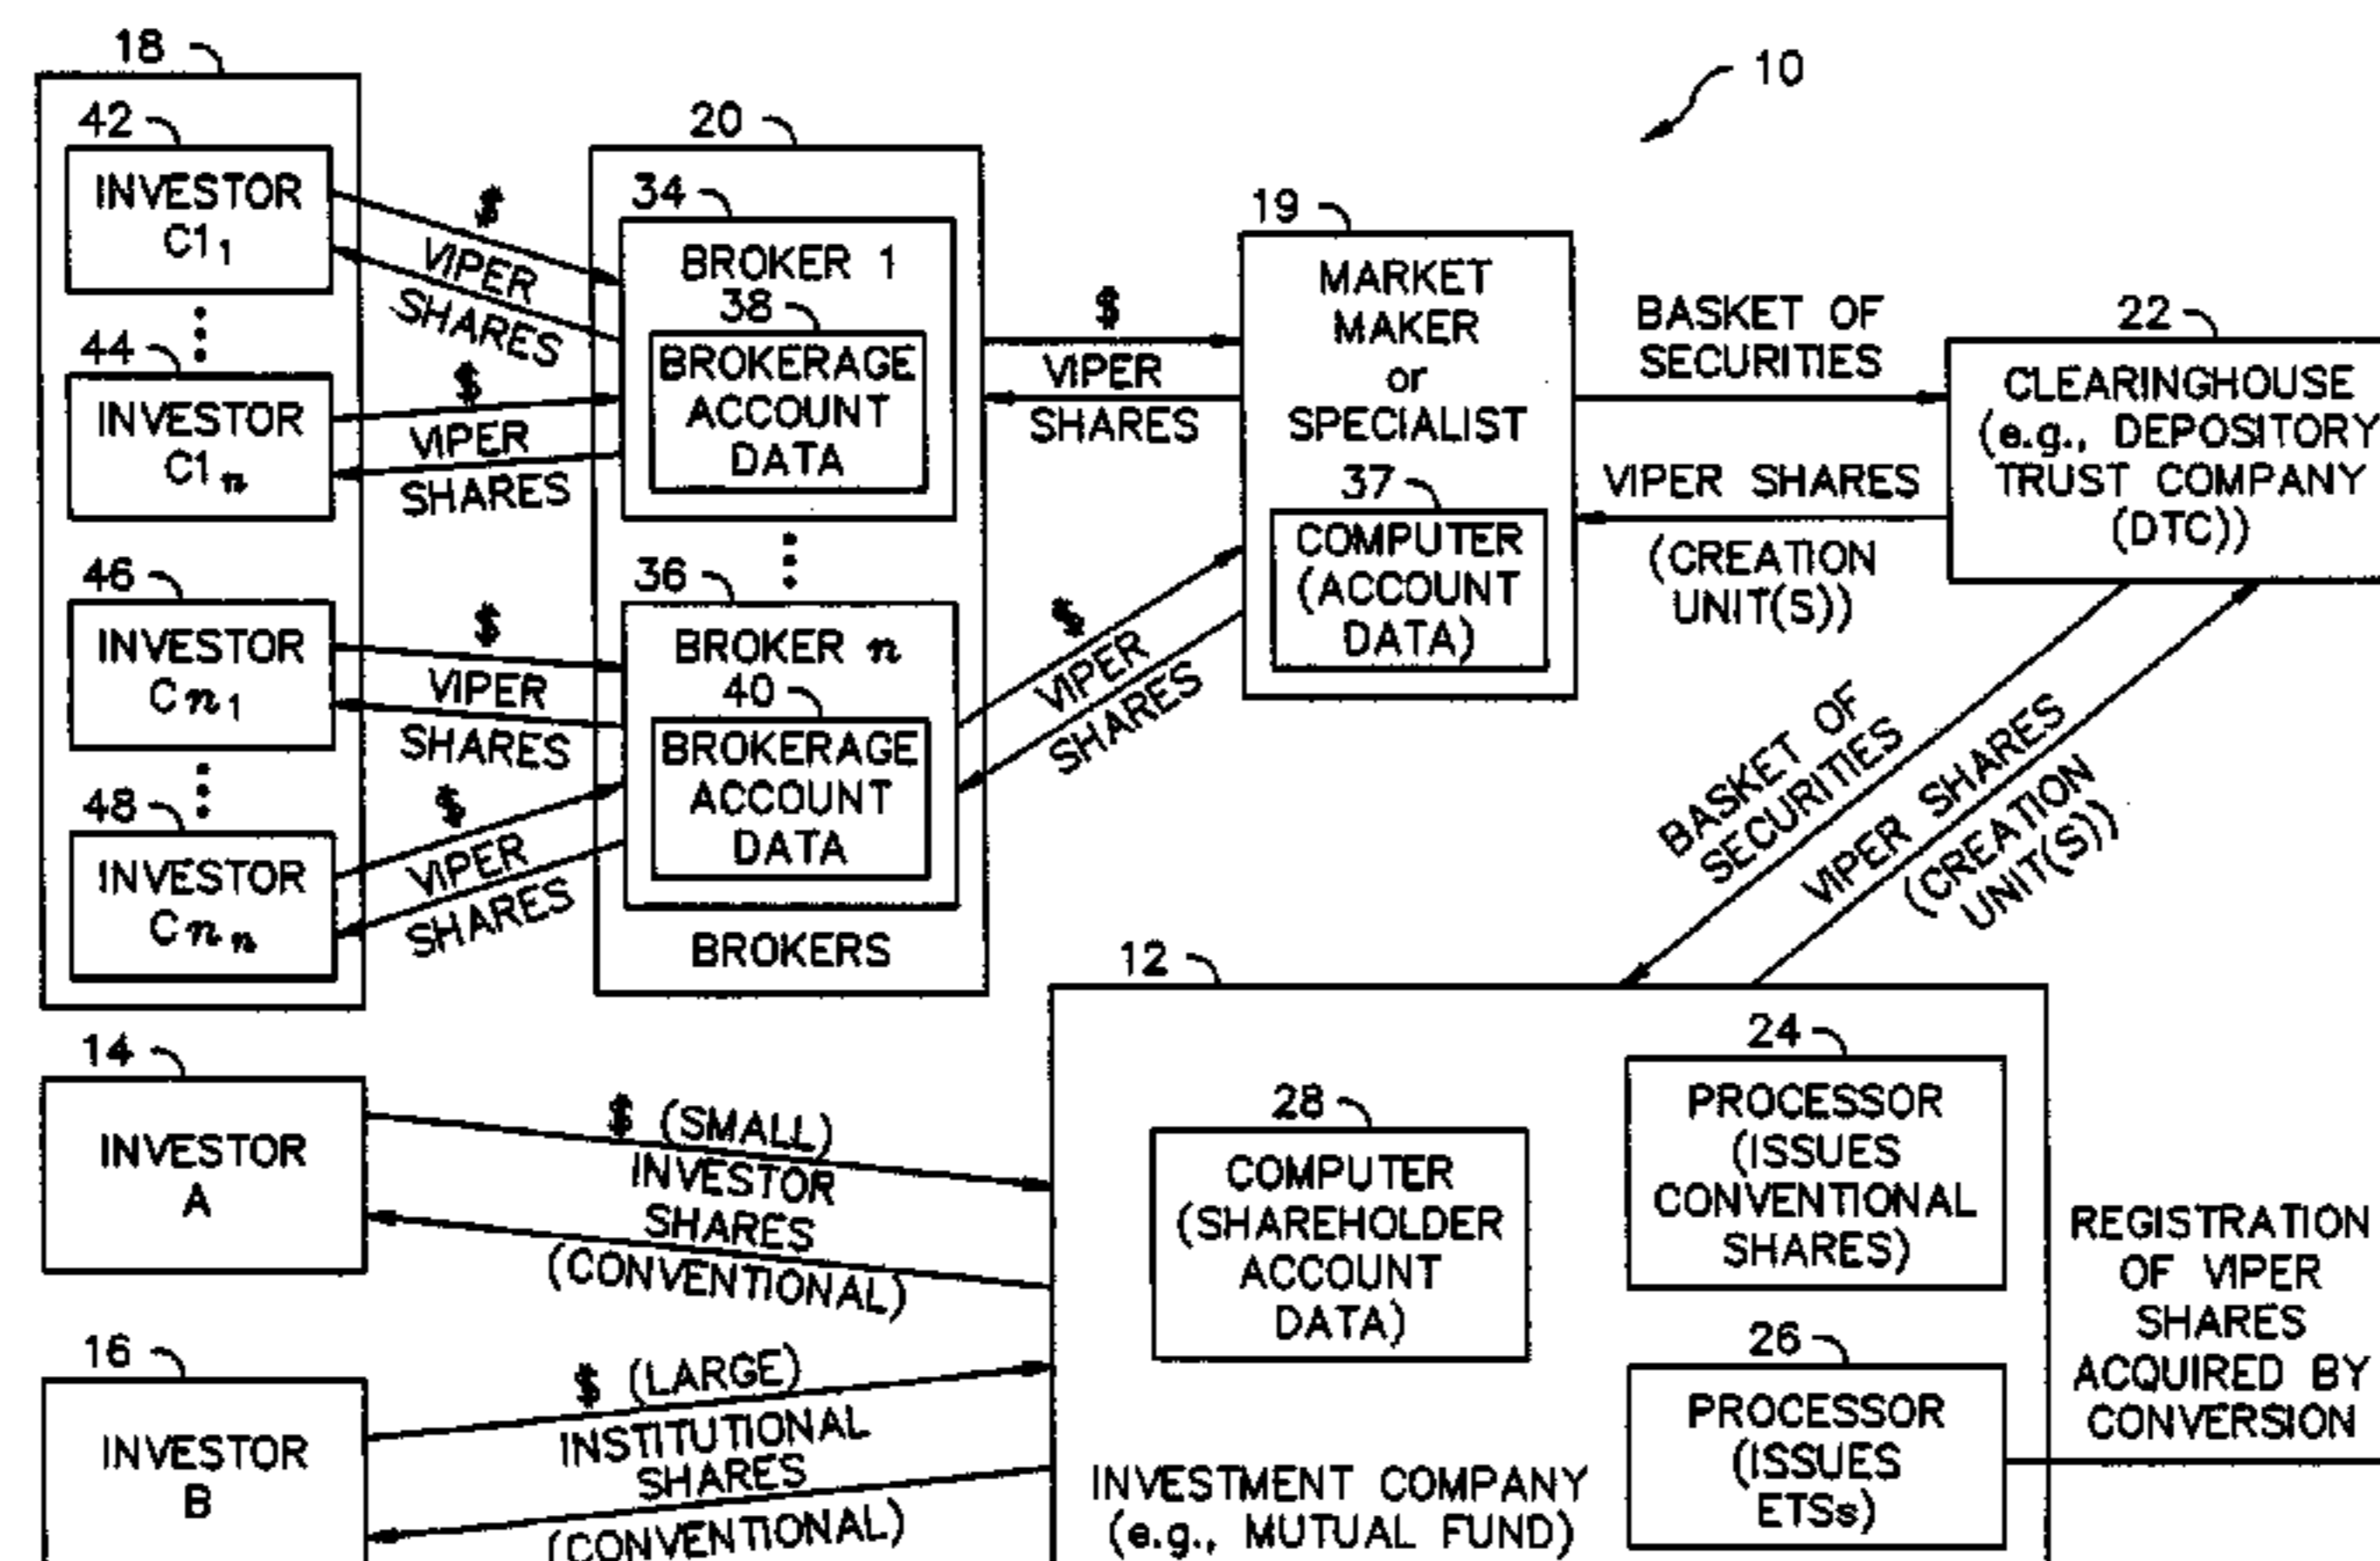 10
18
42
INVESTOR
C1₁
44
INVESTOR
C1ₙ
46
INVESTOR
Cn₁
48
INVESTOR
Cnₙ
$
VIPER
SHARES
$
VIPER
SHARES
$
VIPER
SHARES
$
VIPER
SHARES
20
34
BROKER 1
38
BROKERAGE
ACCOUNT
DATA
36
BROKER n
40
BROKERAGE
ACCOUNT
DATA
BROKERS
$
VIPER
SHARES
$
VIPER
SHARES
19
MARKET
MAKER
or
SPECIALIST
37
COMPUTER
(ACCOUNT
DATA)
BASKET OF
SECURITIES
VIPER SHARES
(CREATION
UNIT(S))
22
CLEARINGHOUSE
(e.g., DEPOSITORY
TRUST COMPANY
(DTC))
BASKET OF
SECURITIES
VIPER SHARES
(CREATION
UNIT(S))
14
INVESTOR
A
$ (SMALL)
INVESTOR
SHARES
(CONVENTIONAL)
16
INVESTOR
B
$ (LARGE)
INSTITUTIONAL
SHARES
(CONVENTIONAL)
12
28
COMPUTER
(SHAREHOLDER
ACCOUNT
DATA)
INVESTMENT COMPANY
(e.g., MUTUAL FUND)
24
PROCESSOR
(ISSUES
CONVENTIONAL
SHARES)
26
PROCESSOR
(ISSUES
ETSs)
REGISTRATION
OF VIPER
SHARES
ACQUIRED BY
CONVERSION